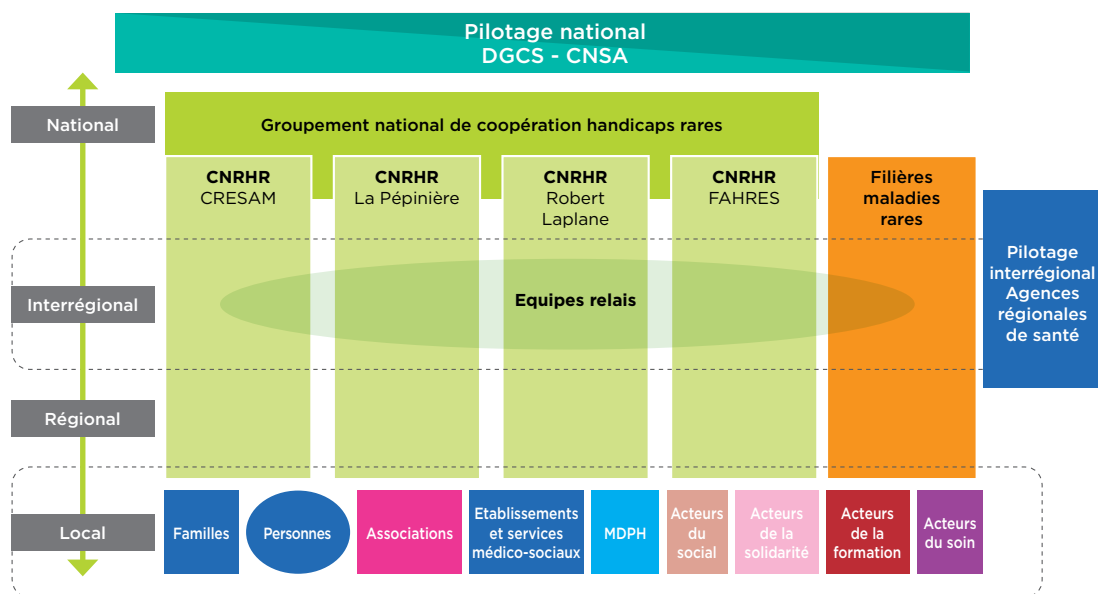 Pilotage national
DGCS - CNSA
National
Groupement national de coopération handicaps rares
CNRHR
CRESAM
CNRHR
La Pépinière
CNRHR
Robert
Laplane
CNRHR
FAHRES
Filières
maladies
rares
Pilotage
interrégional
Agences
régionales
de santé
Interrégional
Equipes relais
Régional
Local
Familles
Personnes
Associations
Etablissements
et services
médico-sociaux
MDPH
Acteurs
du
social
Acteurs
de la
solidarité
Acteurs
de la
formation
Acteurs
du soin